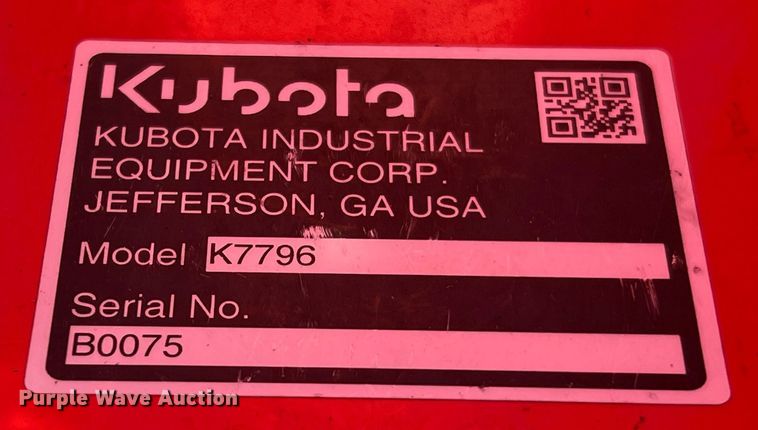 Kubota
KUBOTA INDUSTRIAL
EQUIPMENT CORP.
JEFFERSON, GA USA
Model K7796
Serial No.
B0075
Purple Wave Auction